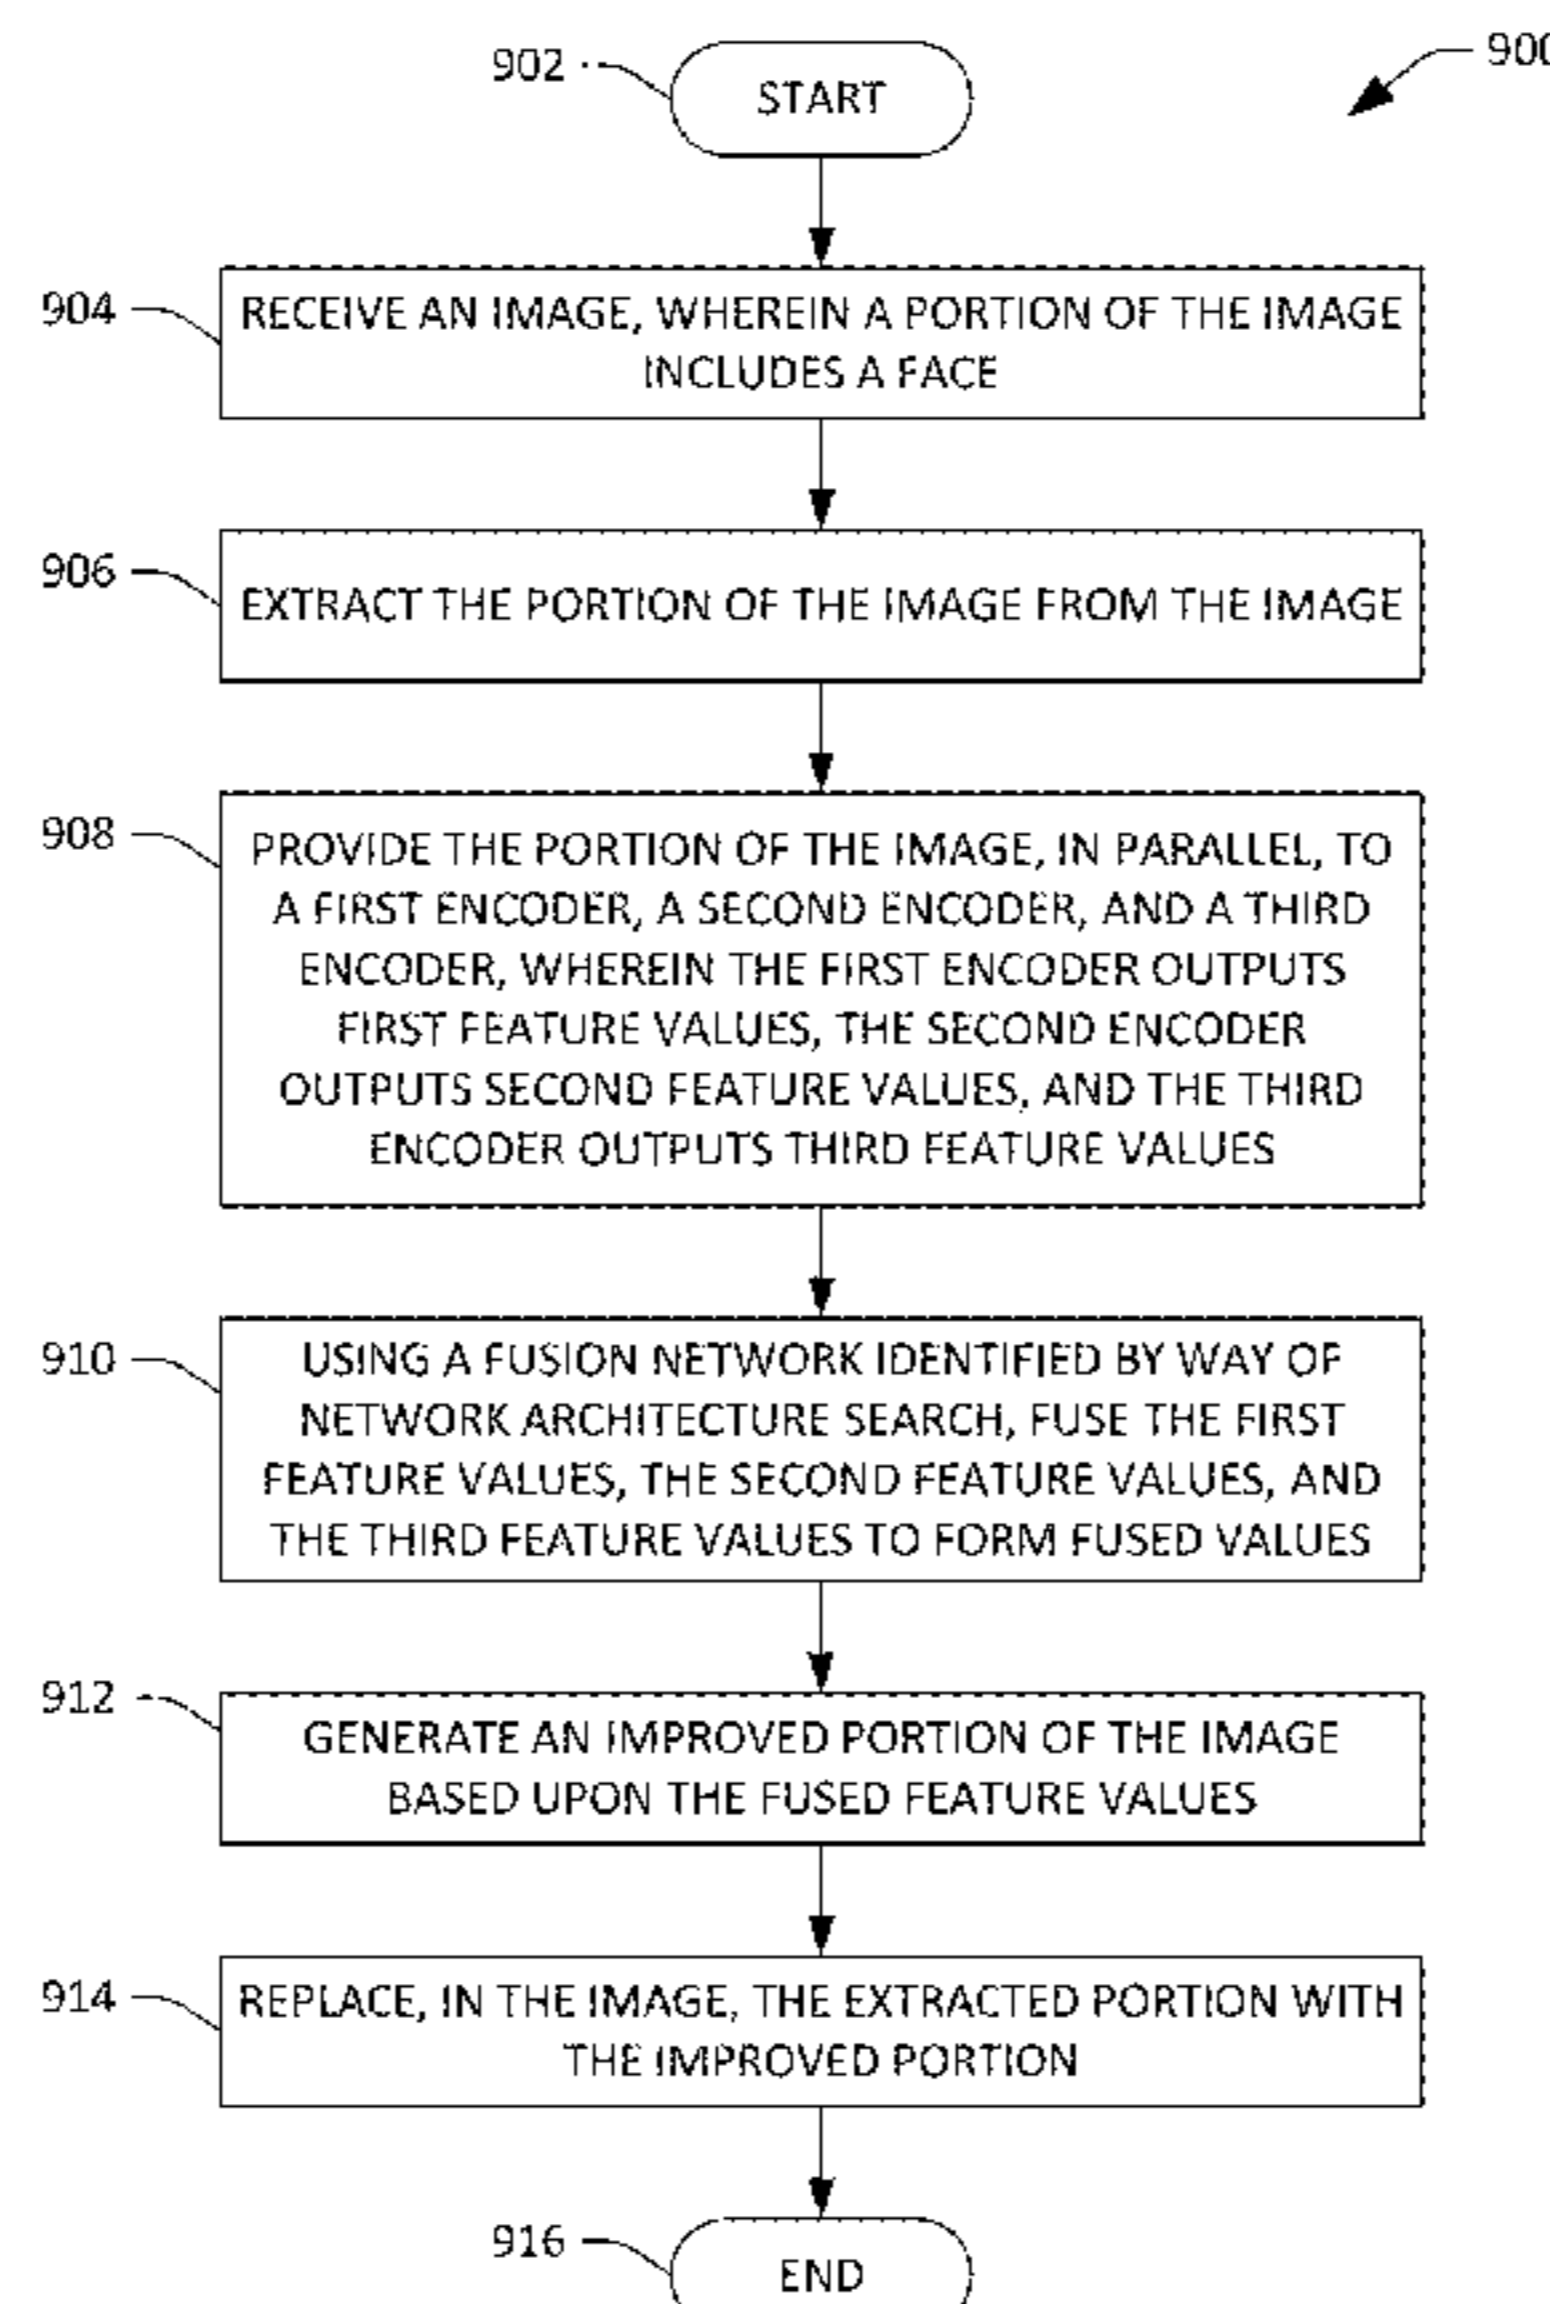 902
START
900
904
RECEIVE AN IMAGE, WHEREIN A PORTION OF THE IMAGE
INCLUDES A FACE
906
EXTRACT THE PORTION OF THE IMAGE FROM THE IMAGE
908
PROVIDE THE PORTION OF THE IMAGE, IN PARALLEL, TO
A FIRST ENCODER, A SECOND ENCODER, AND A THIRD
ENCODER, WHEREIN THE FIRST ENCODER OUTPUTS
FIRST FEATURE VALUES, THE SECOND ENCODER
OUTPUTS SECOND FEATURE VALUES, AND THE THIRD
ENCODER OUTPUTS THIRD FEATURE VALUES
910
USING A FUSION NETWORK IDENTIFIED BY WAY OF
NETWORK ARCHITECTURE SEARCH, FUSE THE FIRST
FEATURE VALUES, THE SECOND FEATURE VALUES, AND
THE THIRD FEATURE VALUES TO FORM FUSED VALUES
912
GENERATE AN IMPROVED PORTION OF THE IMAGE
BASED UPON THE FUSED FEATURE VALUES
914
REPLACE, IN THE IMAGE, THE EXTRACTED PORTION WITH
THE IMPROVED PORTION
916
END